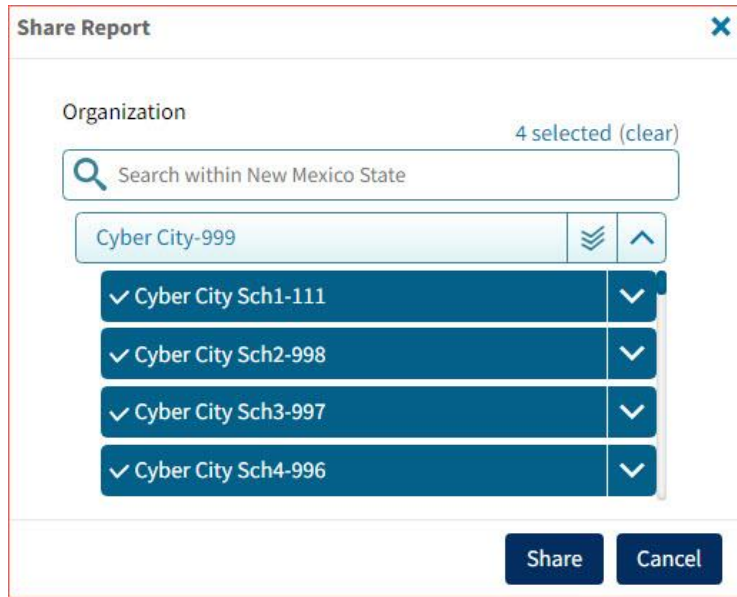 Share Report
Organization
4 selected (clear)
Search within New Mexico State
Cyber City-999
Cyber City Sch1-111
Cyber City Sch2-998
Cyber City Sch3-997
Cyber City Sch4-996
Share Cancel